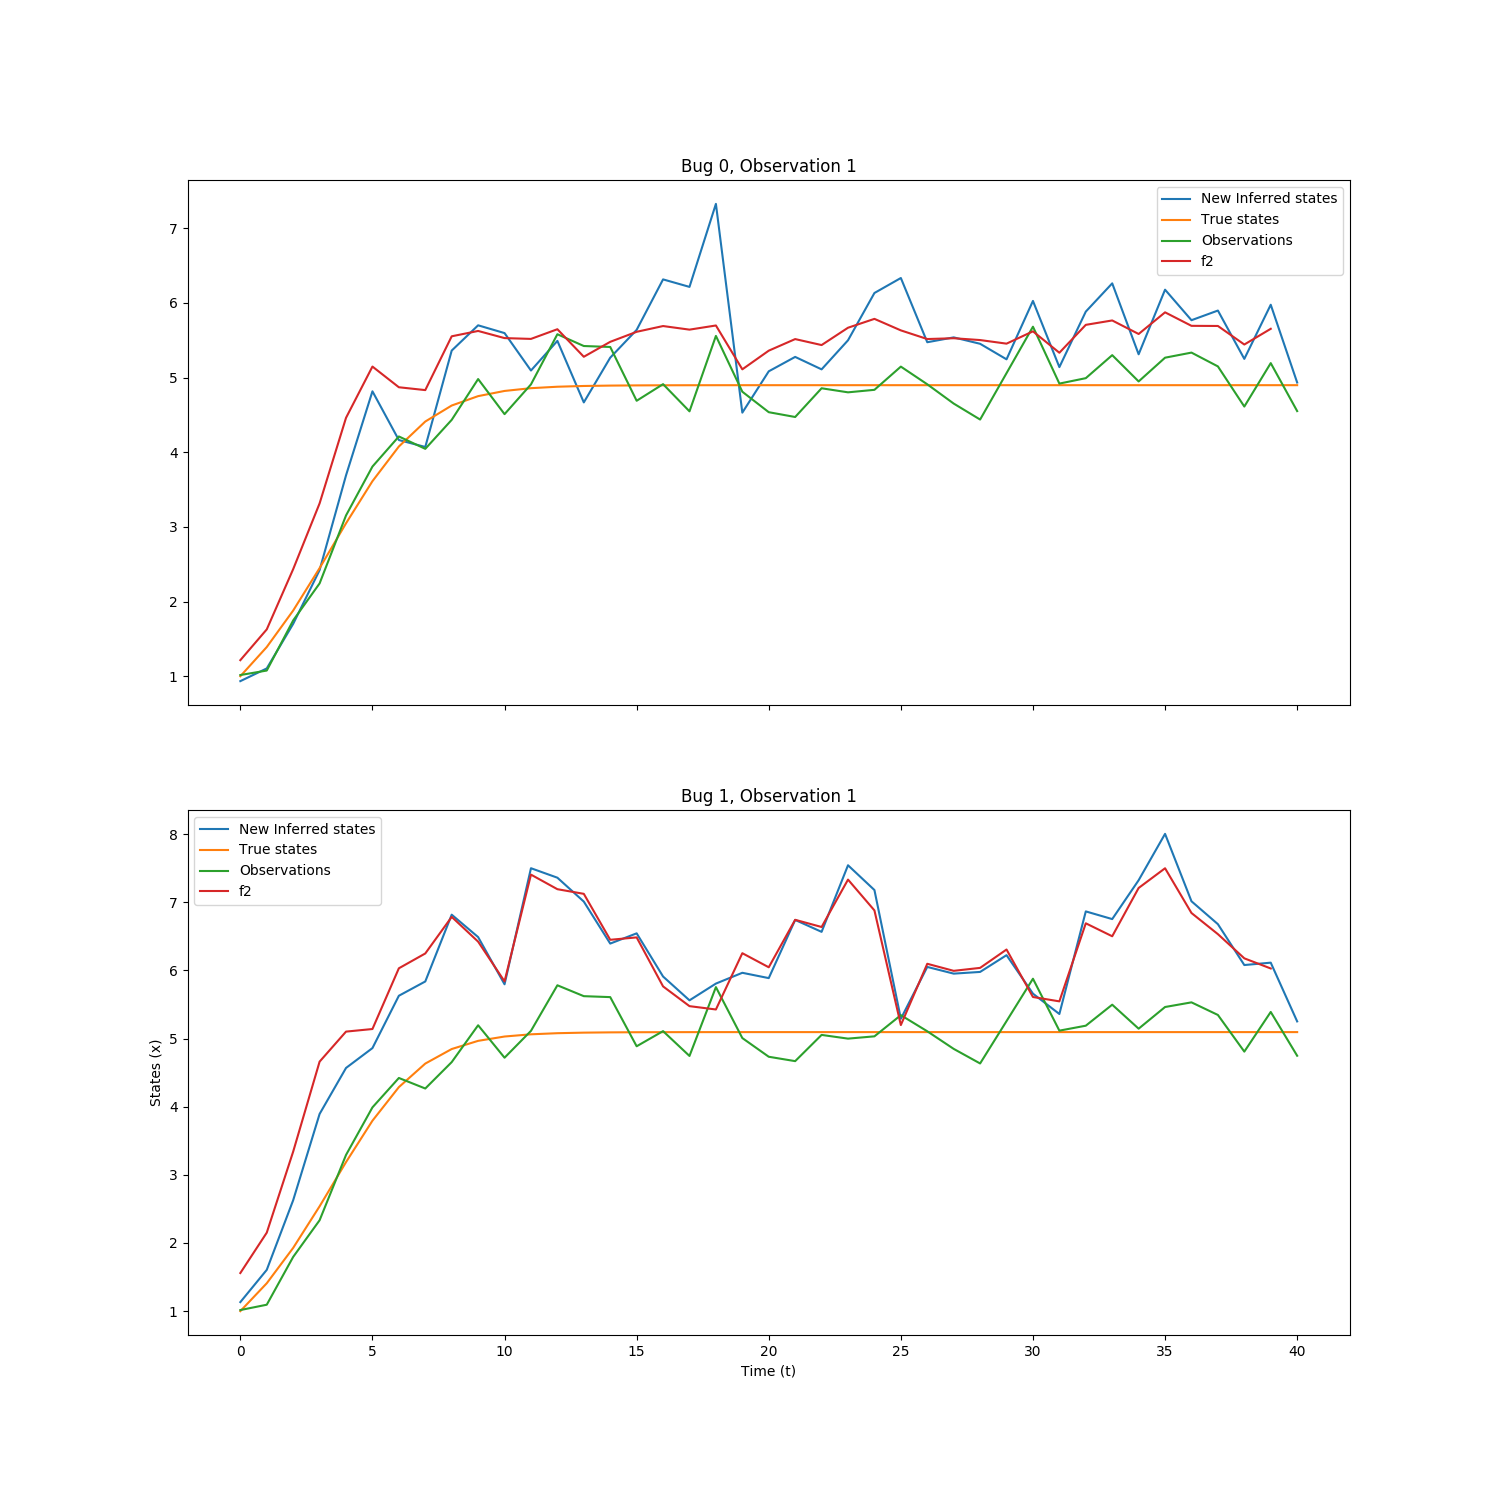 Bug 0, Observation 1
New Inferred states
True states
Observations
f2
7
6
5
4
3
2
1
Bug 1, Observation 1
New Inferred states
True states
Observations
f2
8
7
6
5
4
3
2
1
States (x)
0 5 10 15 20 25 30 35 40
Time (t)